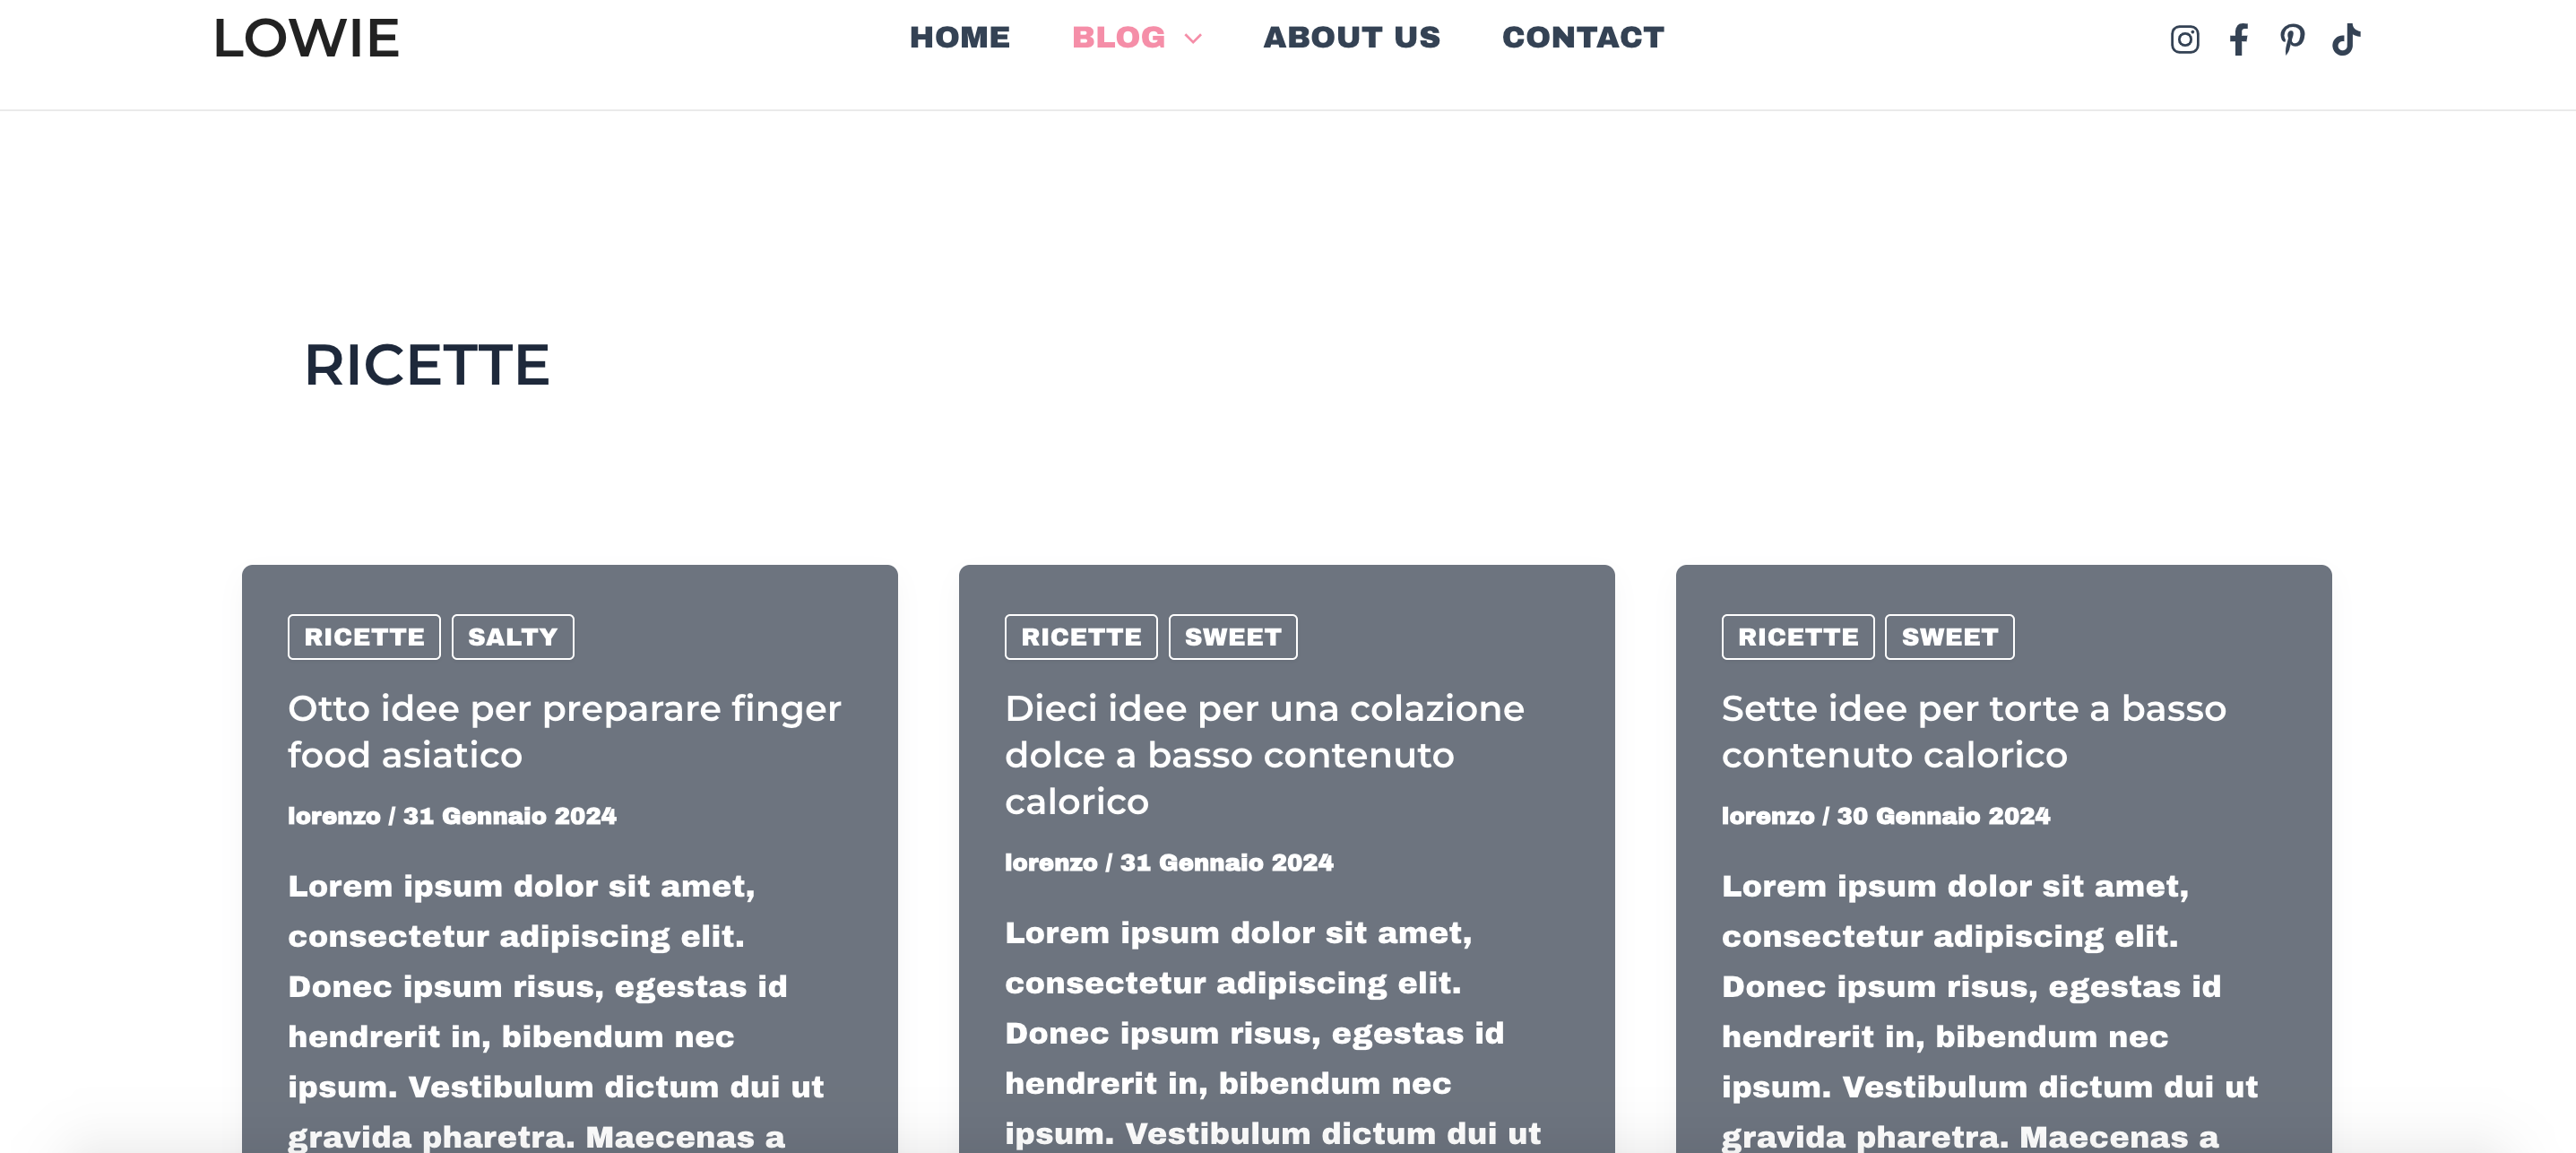 LOWIE
HOME BLOG ABOUT US CONTACT
RICETTE
RICETTE SALTY
Otto idee per preparare finger
food asiatico
lorenzo / 31 Gennaio 2024
Lorem ipsum dolor sit amet,
consectetur adipiscing elit.
Donec ipsum risus, egestas id
hendrerit in, bibendum nec
ipsum. Vestibulum dictum dui ut
gravida pharetra. Maecenas a
RICETTE SWEET
Dieci idee per una colazione
dolce a basso contenuto
calorico
lorenzo / 31 Gennaio 2024
Lorem ipsum dolor sit amet,
consectetur adipiscing elit.
Donec ipsum risus, egestas id
hendrerit in, bibendum nec
ipsum. Vestibulum dictum dui ut
RICETTE SWEET
Sette idee per torte a basso
contenuto calorico
lorenzo / 30 Gennaio 2024
Lorem ipsum dolor sit amet,
consectetur adipiscing elit.
Donec ipsum risus, egestas id
hendrerit in, bibendum nec
ipsum. Vestibulum dictum dui ut
gravida pharetra. Maecenas a